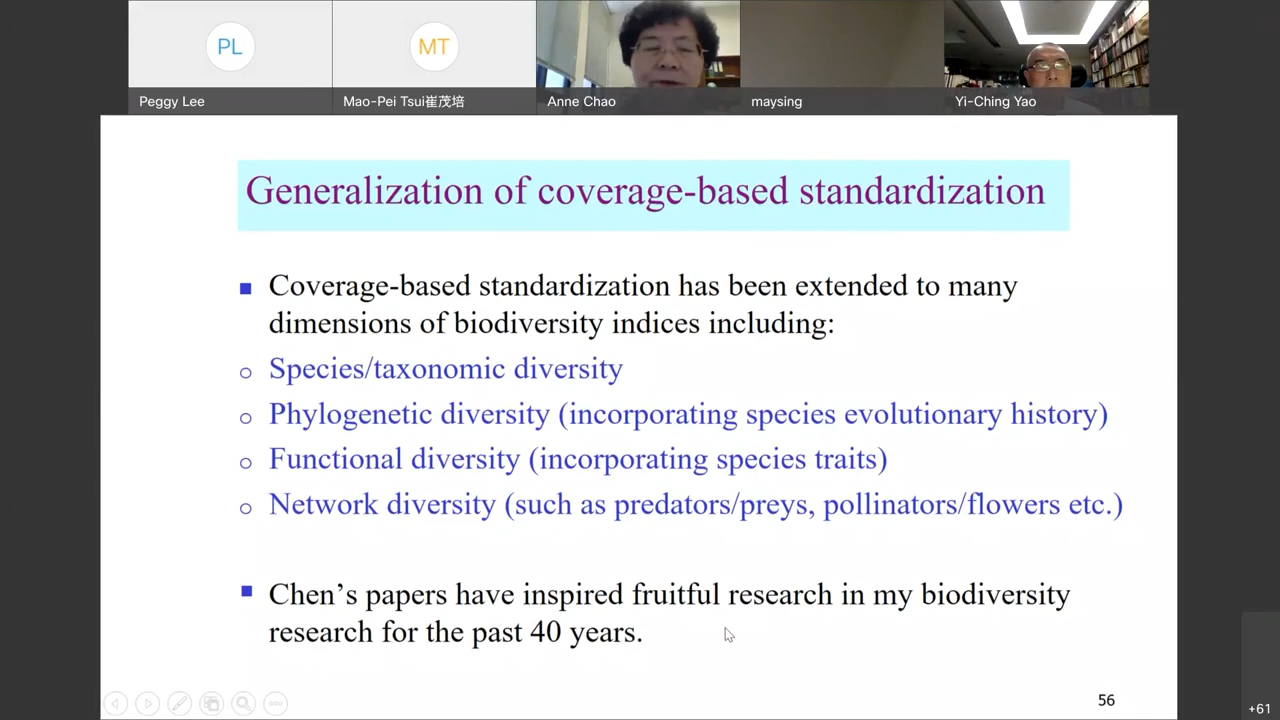 PL
MT
Peggy Lee
Mao-Pei Tsui崔茂培
Anne Chao
maysing
Yi-Ching Yao
Generalization of coverage-based standardization
Coverage-based standardization has been extended to many
dimensions of biodiversity indices including:
Species/taxonomic diversity
Phylogenetic diversity (incorporating species evolutionary history)
Functional diversity (incorporating species traits)
Network diversity (such as predators/preys, pollinators/flowers etc.)
Chen’s papers have inspired fruitful research in my biodiversity
research for the past 40 years.
56
+61